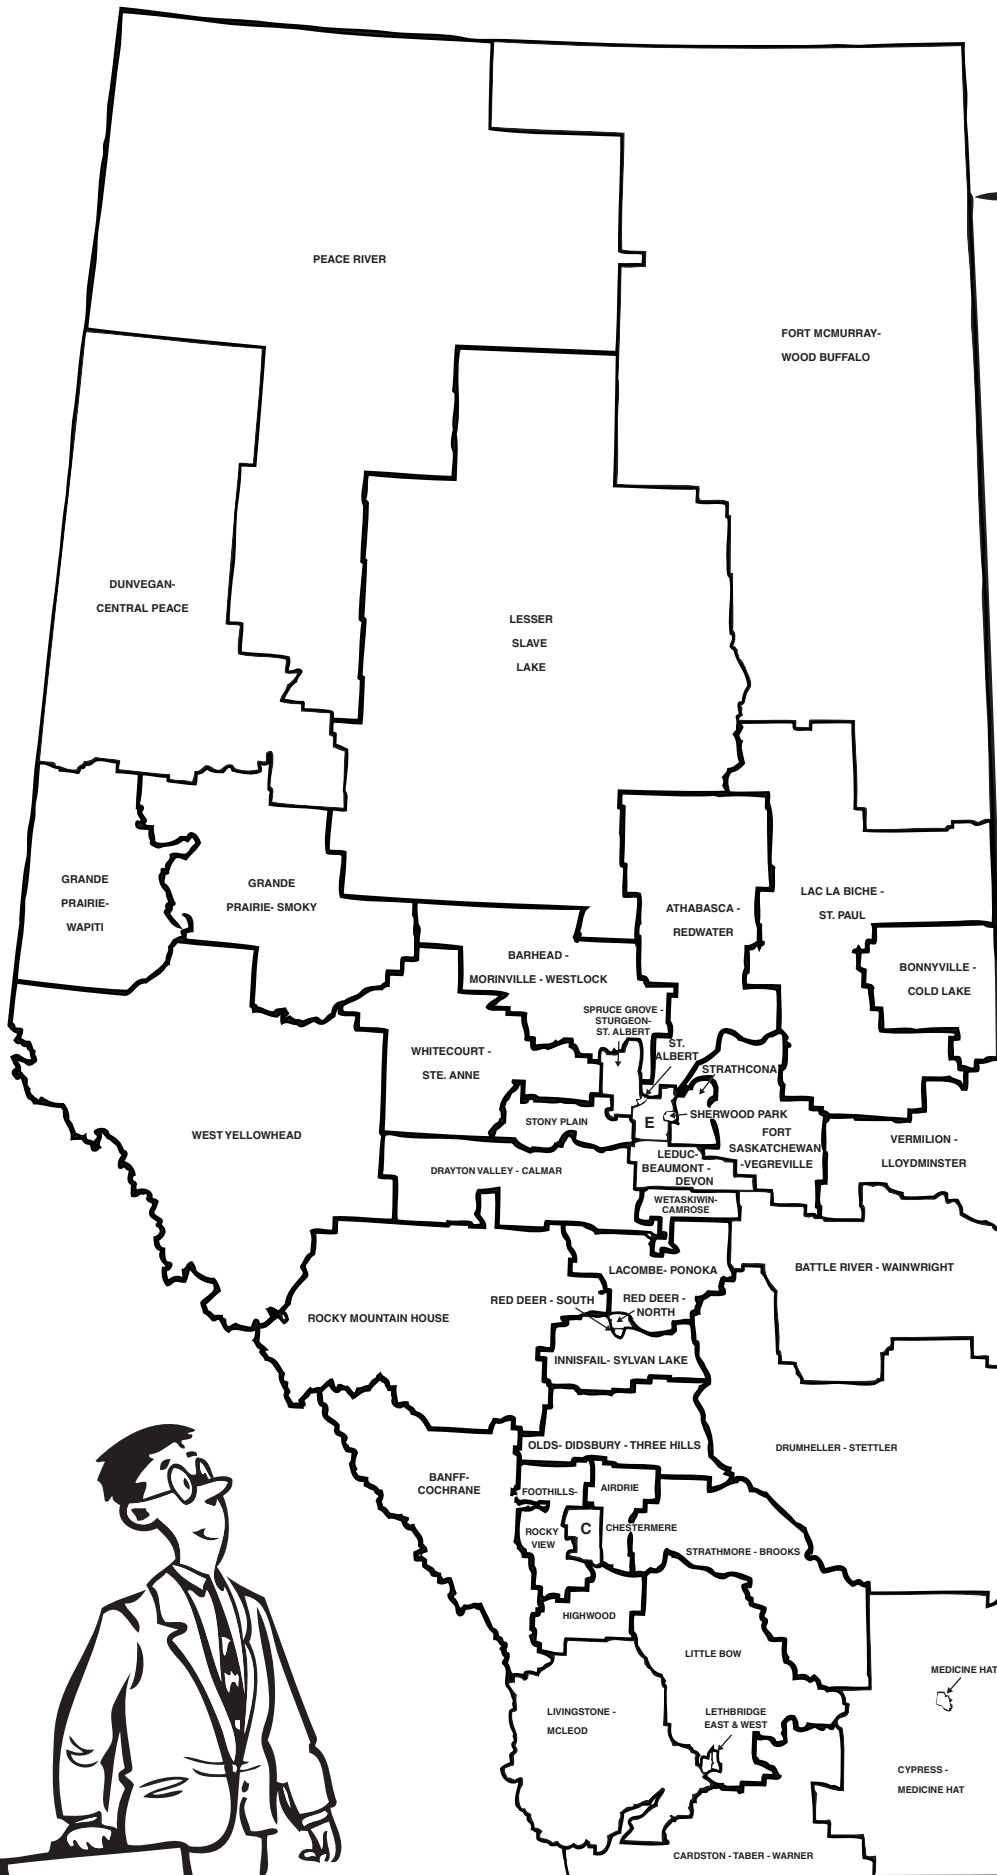 PEACE RIVER
FORT MCMURRAY-
WOOD BUFFALO
DUNVEGAN-
CENTRAL PEACE
LESSER
SLAVE
LAKE
GRANDE
PRAIRIE-
WAPITI
GRANDE
PRAIRIE- SMOKY
LAC LA BICHE -
ST. PAUL
ATHABASCA -
REDWATER
BARHEAD -
MORINVILLE - WESTLOCK
BONNYVILLE -
COLD LAKE
SPRUCE GROVE -
STURGEON-
ST. ALBERT
WHITECOURT -
STE. ANNE
ST.
ALBERT
STRATHCONA
STONY PLAIN
E
SHERWOOD PARK
WEST YELLOWHEAD
FORT
SASKATCHEWAN
-VEGREVILLE
VERMILION -
LLOYDMINSTER
DRAYTON VALLEY - CALMAR
LEDUC-
BEAUMONT -
DEVON
WETASKIWIN-
CAMROSE
LACOMBE- PONOKA
BATTLE RIVER - WAINWRIGHT
RED DEER - SOUTH
RED DEER -
NORTH
ROCKY MOUNTAIN HOUSE
INNISFAIL- SYLVAN LAKE
OLDS- DIDSBURY - THREE HILLS
DRUMHELLER - STETTLER
BANFF-
COCHRANE
FOOTHILLS-
ROCKY
VIEW
AIRDRIE
C
CHESTERMERE
STRATHMORE - BROOKS
HIGHWOOD
LITTLE BOW
MEDICINE HAT
LIVINGSTONE -
MCLEOD
LETHBRIDGE
EAST & WEST
CYPRESS -
MEDICINE HAT
CARDSTON - TABER - WARNER